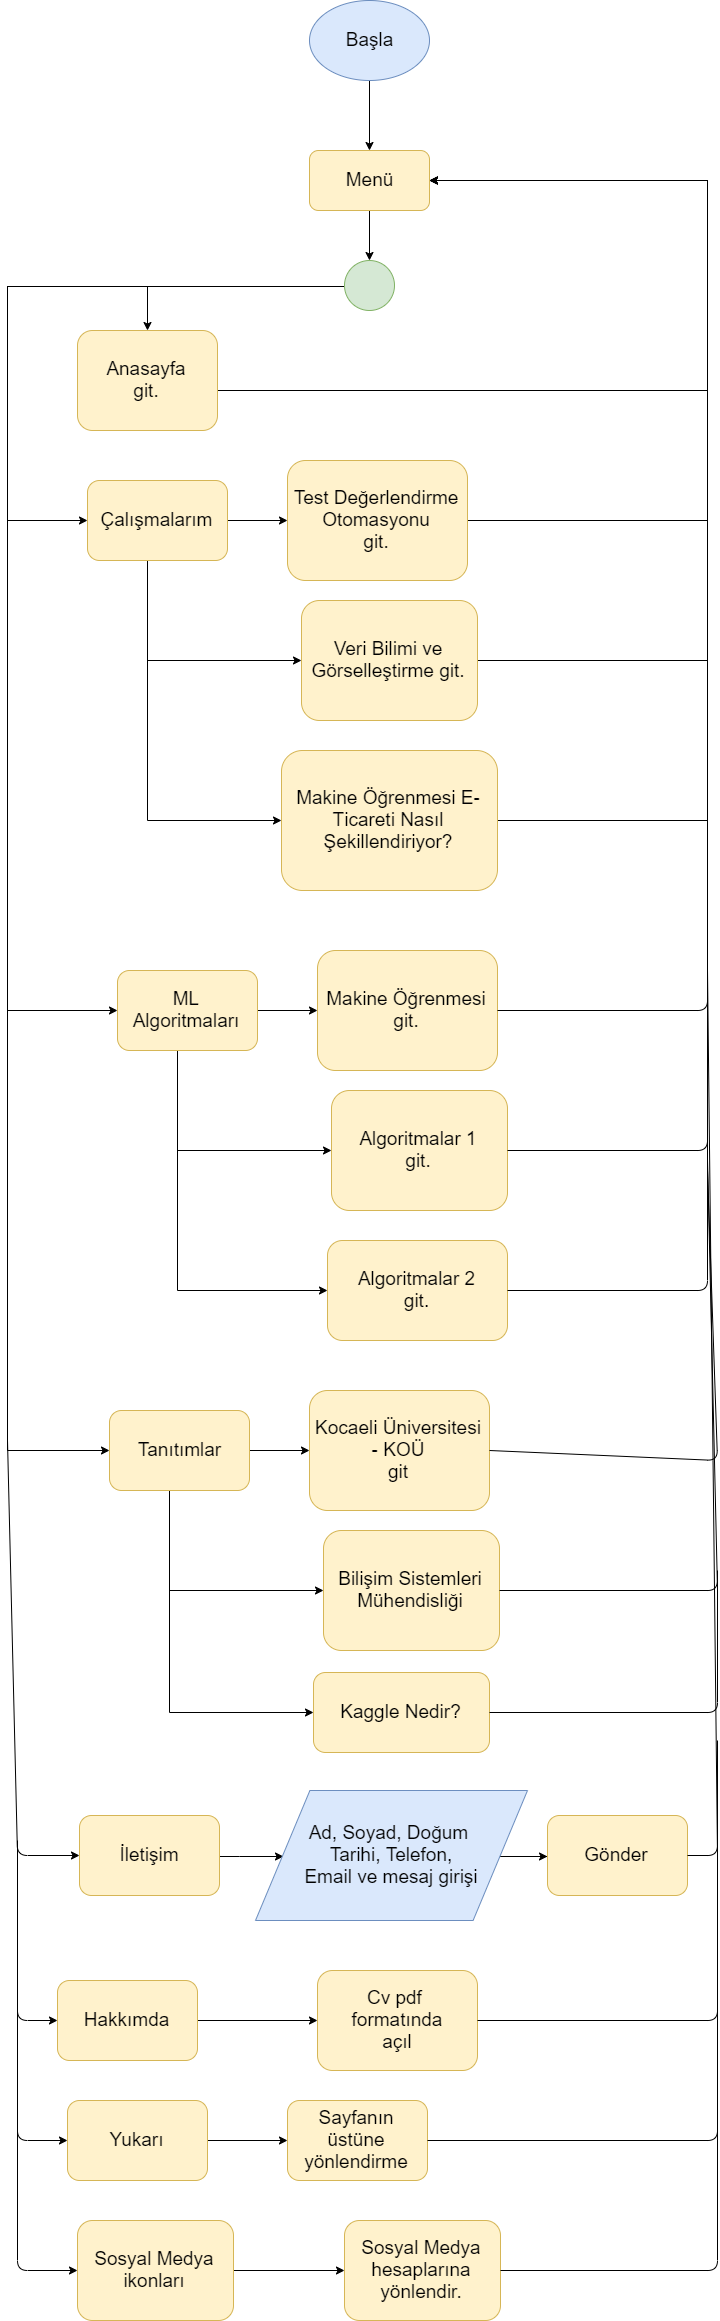 Başla
Menü
Anasayfa
git.
Çalışmalarım
Test Değerlendirme
Otomasyonu
git.
Veri Bilimi ve
Görselleştirme git.
Makine Öğrenmesi E-
Ticareti Nasıl
Şekillendiriyor?
ML
Algoritmaları
Makine Öğrenmesi
git.
Algoritmalar 1
git.
Algoritmalar 2
git.
Tanıtımlar
Kocaeli Üniversitesi
- KOÜ
git
Bilişim Sistemleri
Mühendisliği
Kaggle Nedir?
İletişim
Ad, Soyad, Doğum
Tarihi, Telefon,
Email ve mesaj girişi
Gönder
Hakkımda
Cv pdf
formatında
açıl
Yukarı
Sayfanın
üstüne
yönlendirme
Sosyal Medya
ikonları
Sosyal Medya
hesaplarına
yönlendir.